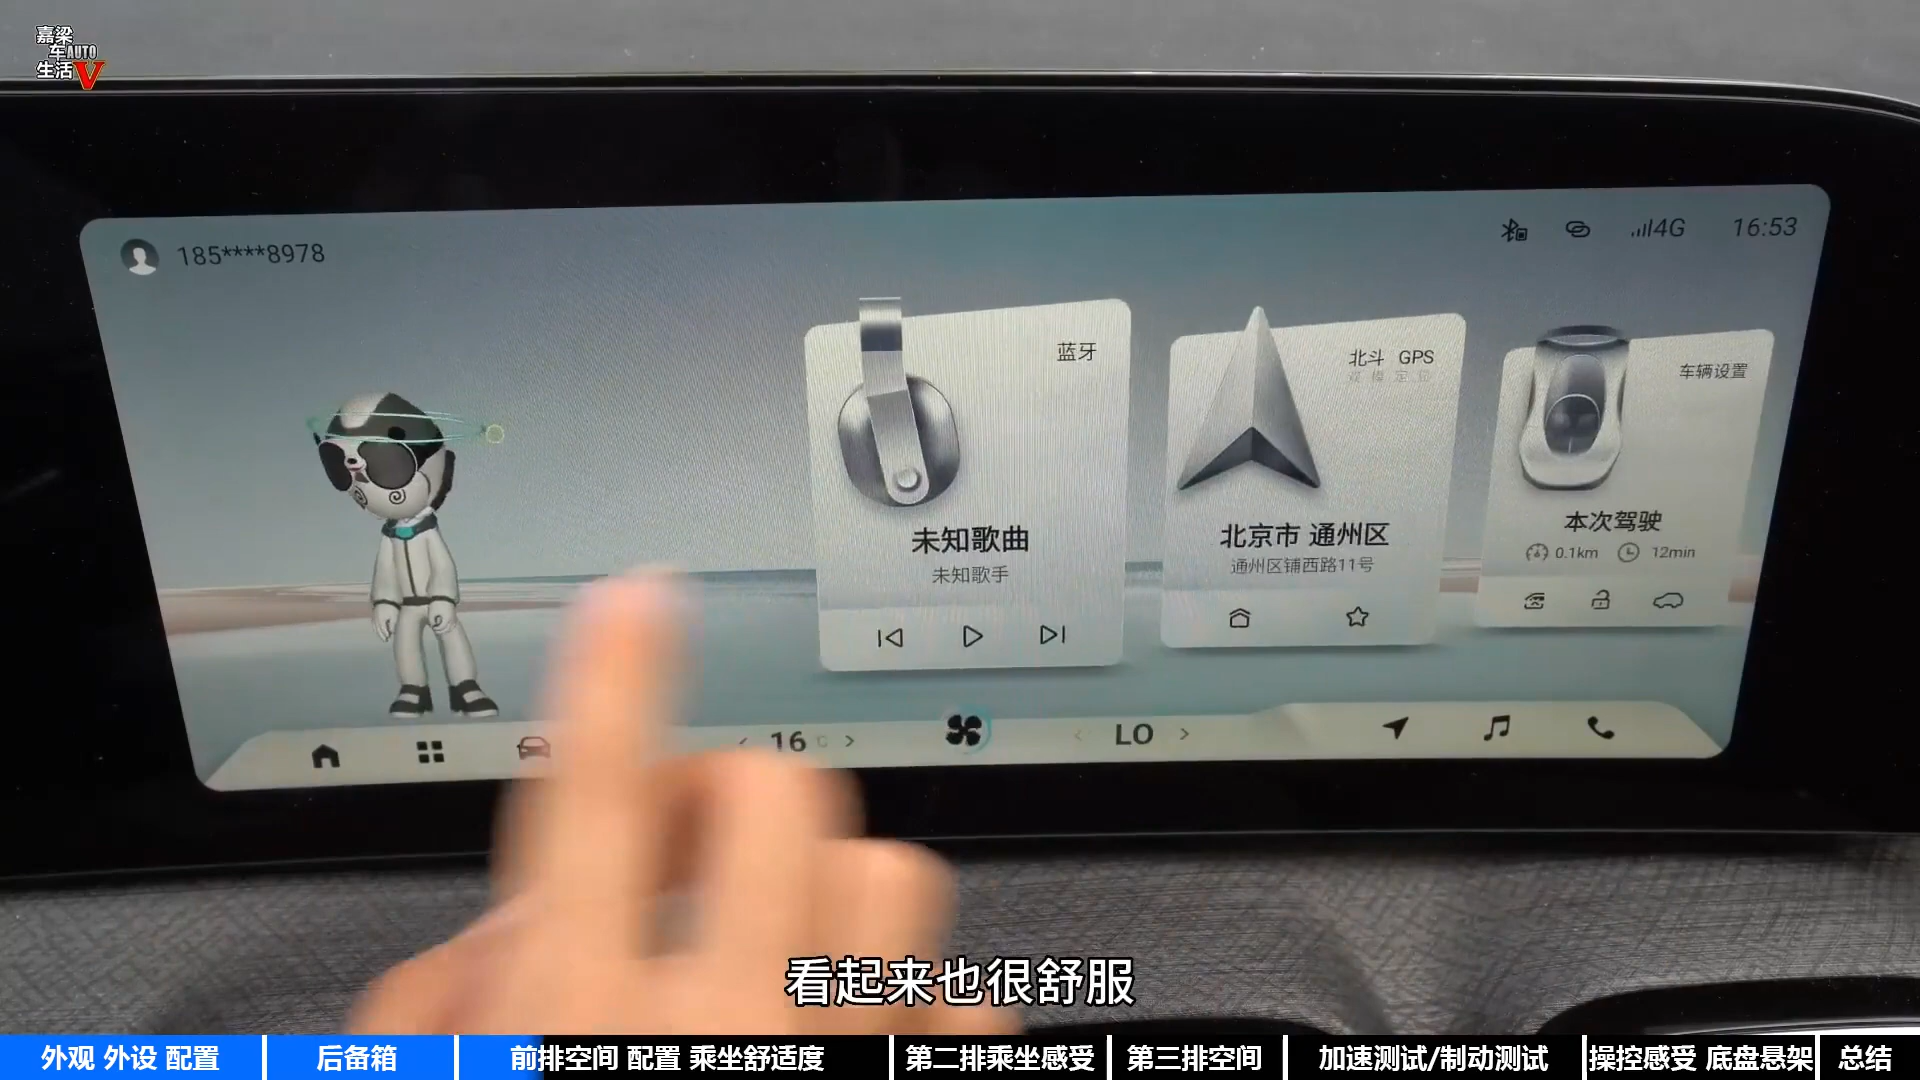 嘉梁
车AUTO
生活V
185****8978
4G
16:53
蓝牙
未知歌曲
未知歌手
北斗 GPS
双模定位
北京市 通州区
通州区铺西路11号
车辆设置
本次驾驶
0.1km
12min
16°C
LO
看起来也很舒服
外观 外设 配置
后备箱
前排空间 配置 乘坐舒适度
第二排乘坐感受
第三排空间
加速测试/制动测试
操控感受 底盘悬架
总结